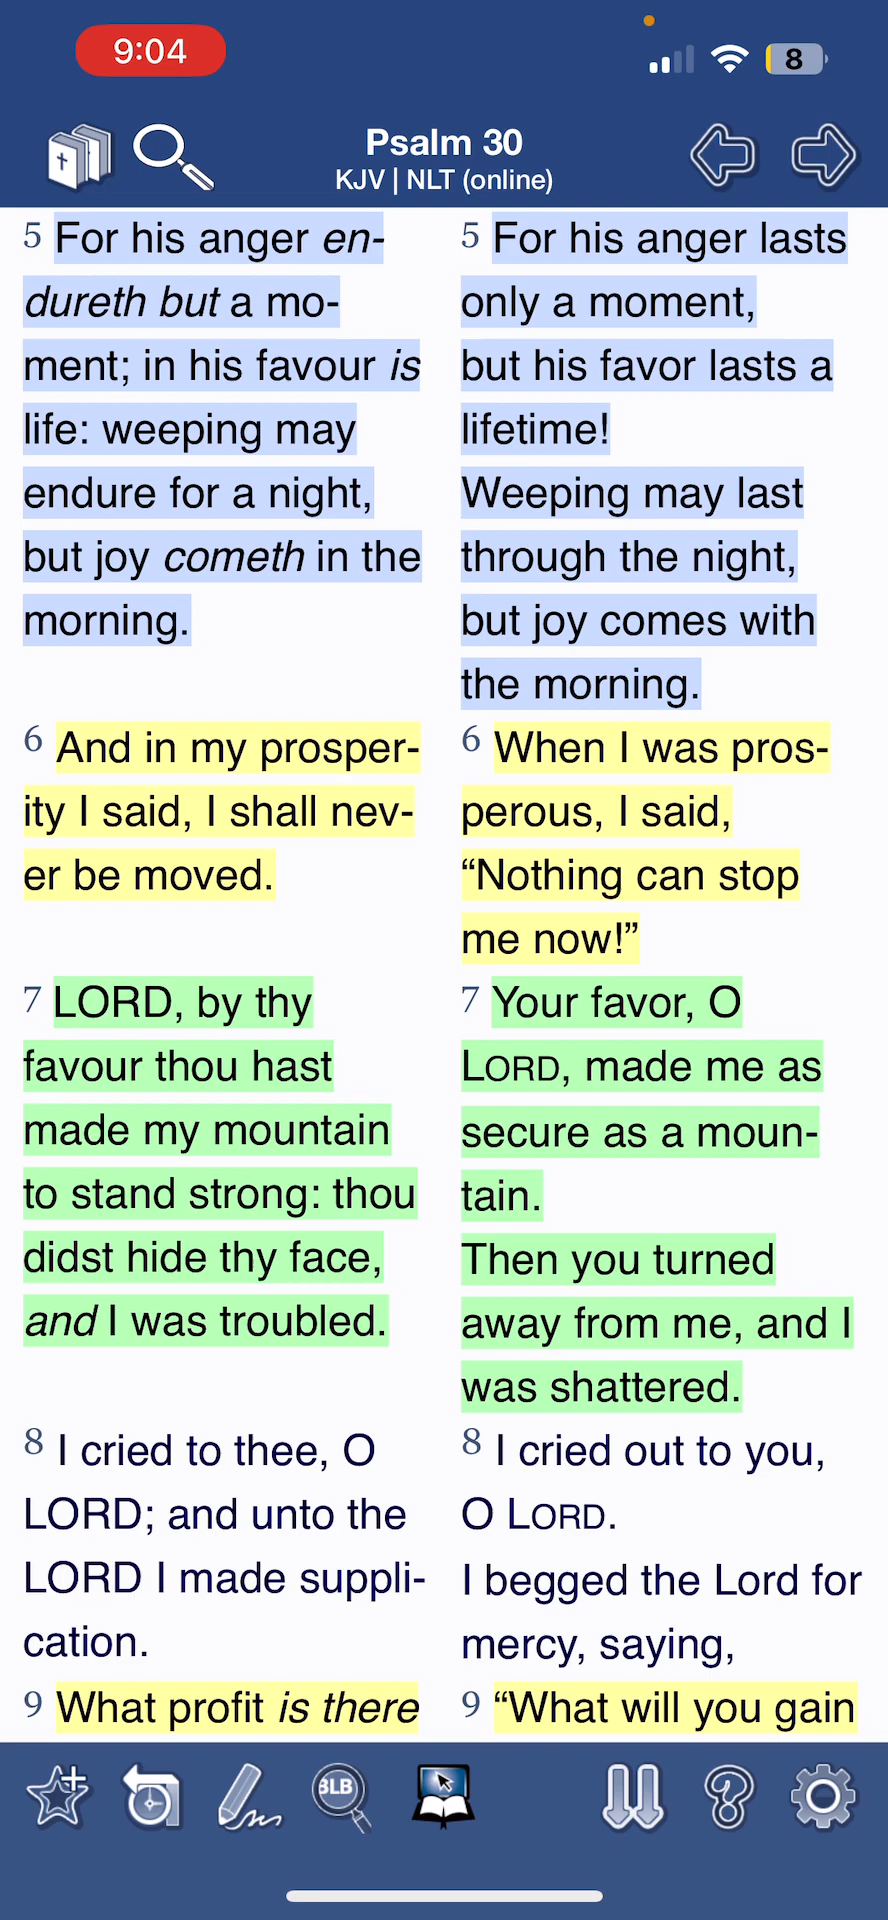 9:04
8
Psalm 30
KJV | NLT (online)
5 For his anger en-
dureth but a mo-
ment; in his favour is
life: weeping may
endure for a night,
but joy cometh in the
morning.
6 And in my prosper-
ity I said, I shall nev-
er be moved.
7 LORD, by thy
favour thou hast
made my mountain
to stand strong: thou
didst hide thy face,
and I was troubled.
8 I cried to thee, O
LORD; and unto the
LORD I made suppli-
cation.
9 What profit is there
5 For his anger lasts
only a moment,
but his favor lasts a
lifetime!
Weeping may last
through the night,
but joy comes with
the morning.
6 When I was pros-
perous, I said,
“Nothing can stop
me now!”
7 Your favor, O
LORD, made me as
secure as a moun-
tain.
Then you turned
away from me, and I
was shattered.
8 I cried out to you,
O LORD.
I begged the Lord for
mercy, saying,
9 “What will you gain
BLB